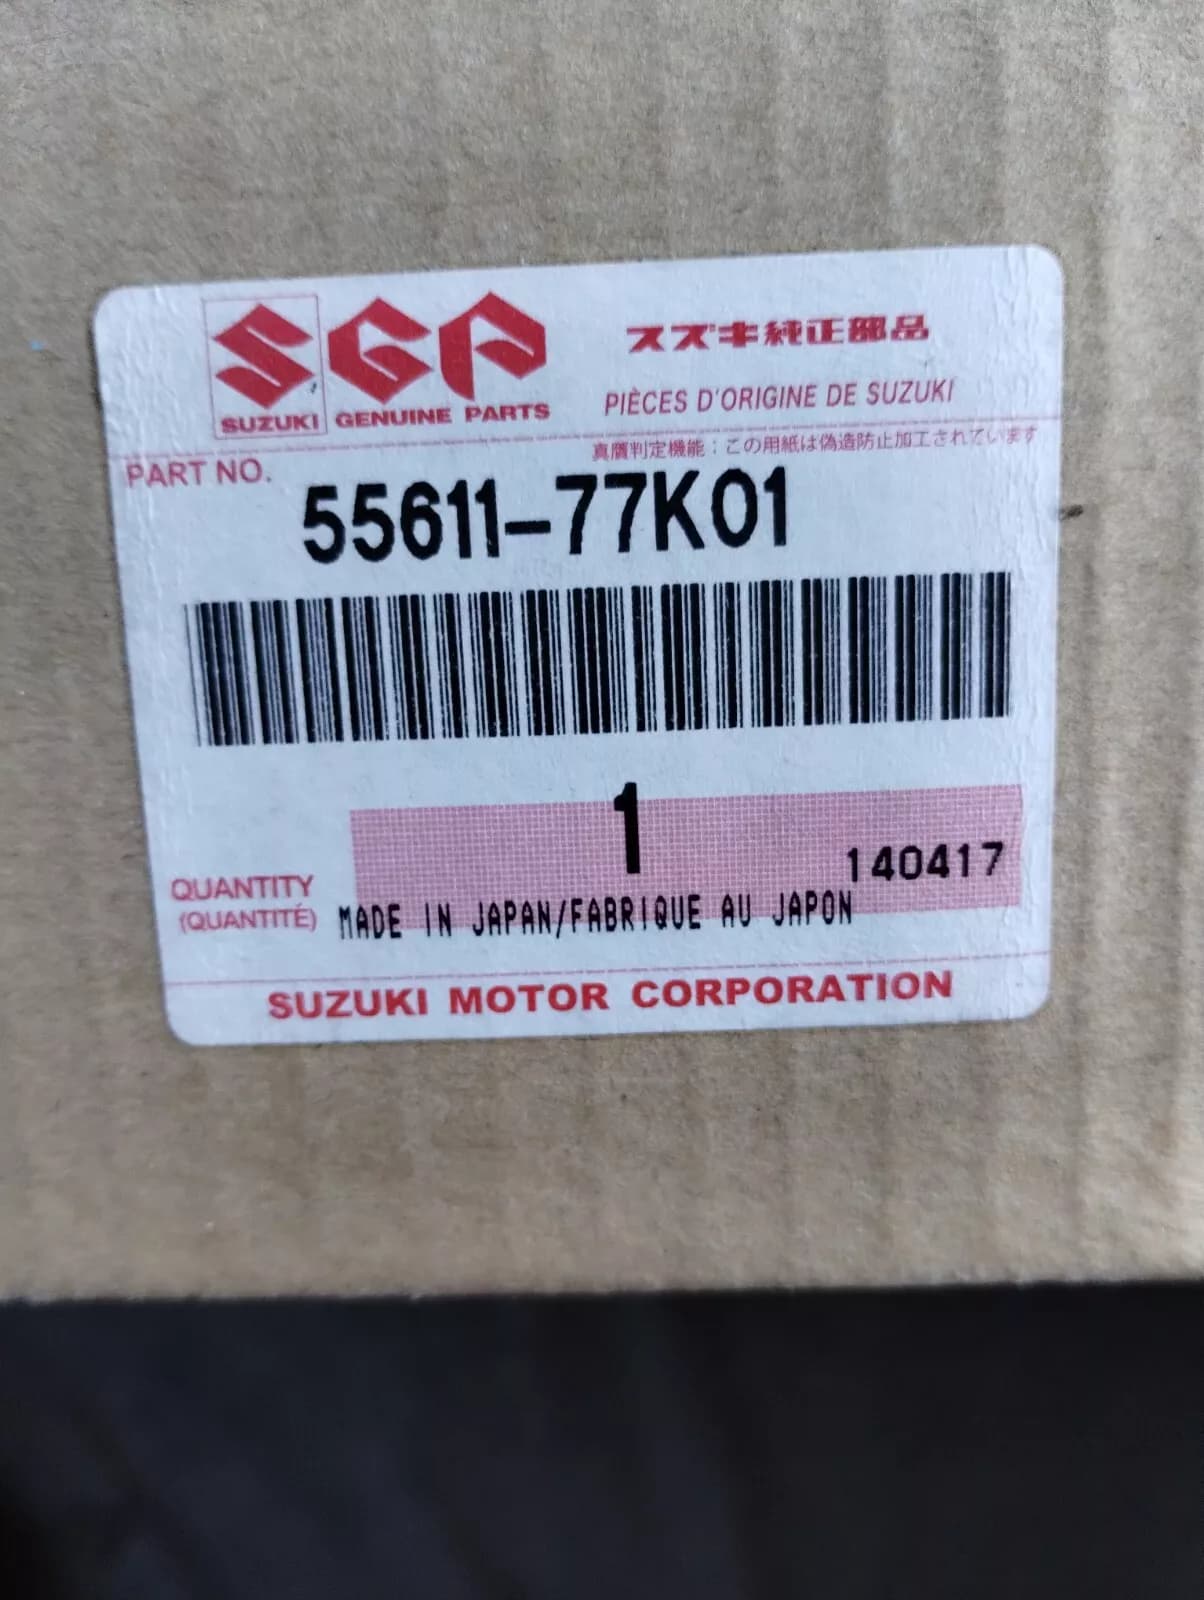 SGP
スズキ純正部品
SUZUKI GENUINE PARTS
PIÈCES D'ORIGINE DE SUZUKI
真贋判定機能：この用紙は偽造防止加工されています
PART NO.
55611-77K01
1
140417
QUANTITY
(QUANTITÉ)
MADE IN JAPAN/FABRIQUE AU JAPON
SUZUKI MOTOR CORPORATION